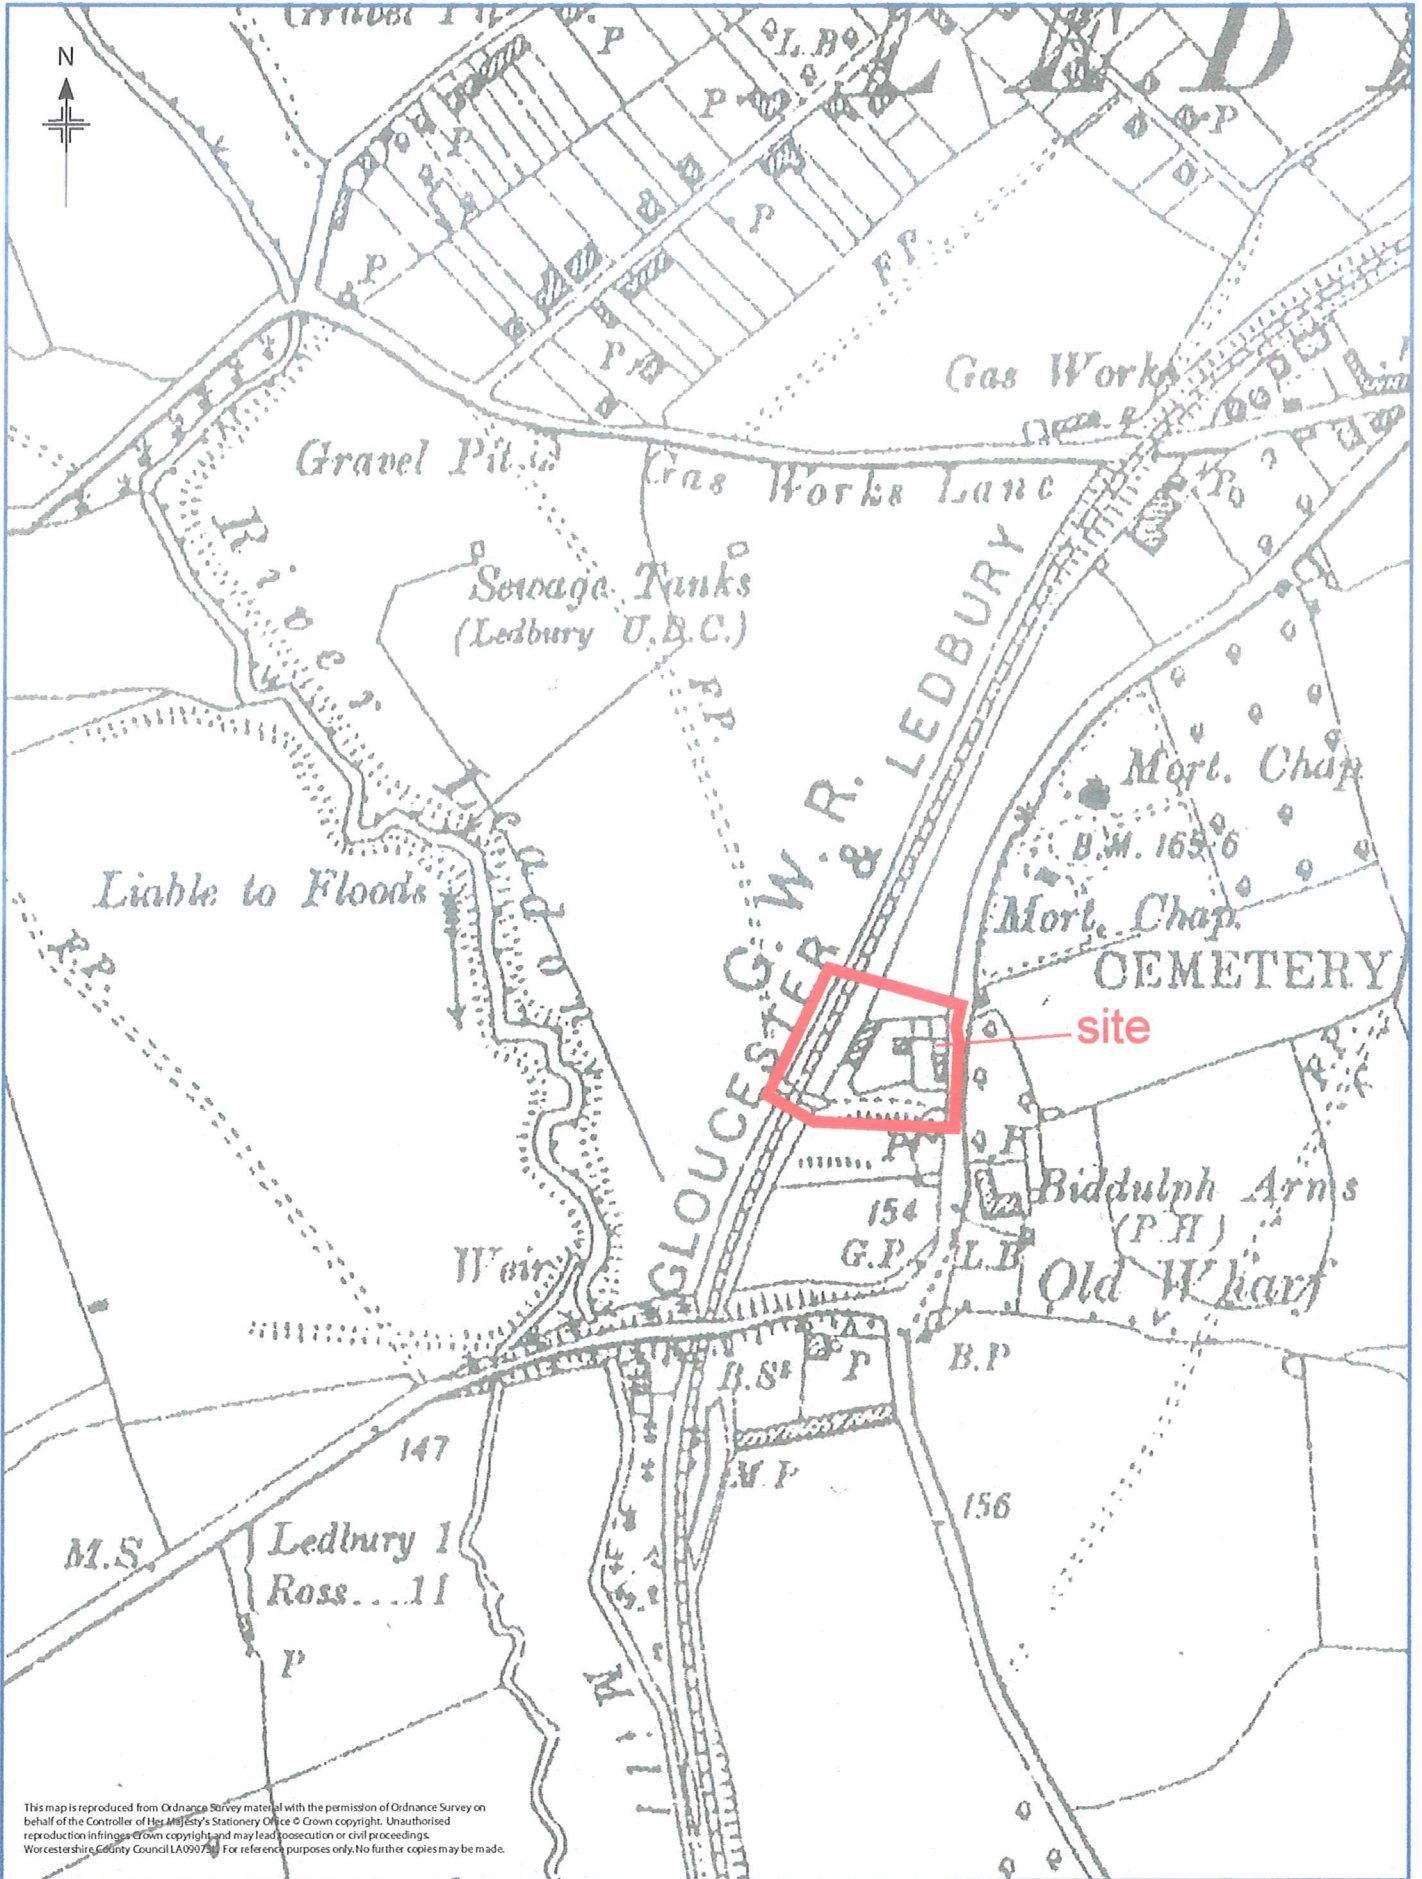 Gravel Pit
N
P
L.B
P
P
P
P
P
F.P.
P
Gas Works
Gravel Pit
Gas Works Lane
P
River Leadon
Sewage Tanks
(Ledbury U.D.C.)
F.P.
G.W.R.
GLOUCESTER & LEDBURY
Mort. Chap
B.M. 165.6
Liable to Floods
Mort. Chap.
F.P.
CEMETERY
site
P
P
Biddulph Arms
(P.H)
154
G.P.
L.B
Weir
Old Wharf
B.P
B.S.
P
147
M.P
156
M.S.
Ledbury 1
Ross....11
P
Mill
This map is reproduced from Ordnance Survey material with the permission of Ordnance Survey on
behalf of the Controller of Her Majesty's Stationery Office © Crown copyright. Unauthorised
reproduction infringes Crown copyright and may lead to prosecution or civil proceedings.
Worcestershire County Council For reference purposes only. No further copies may be made.